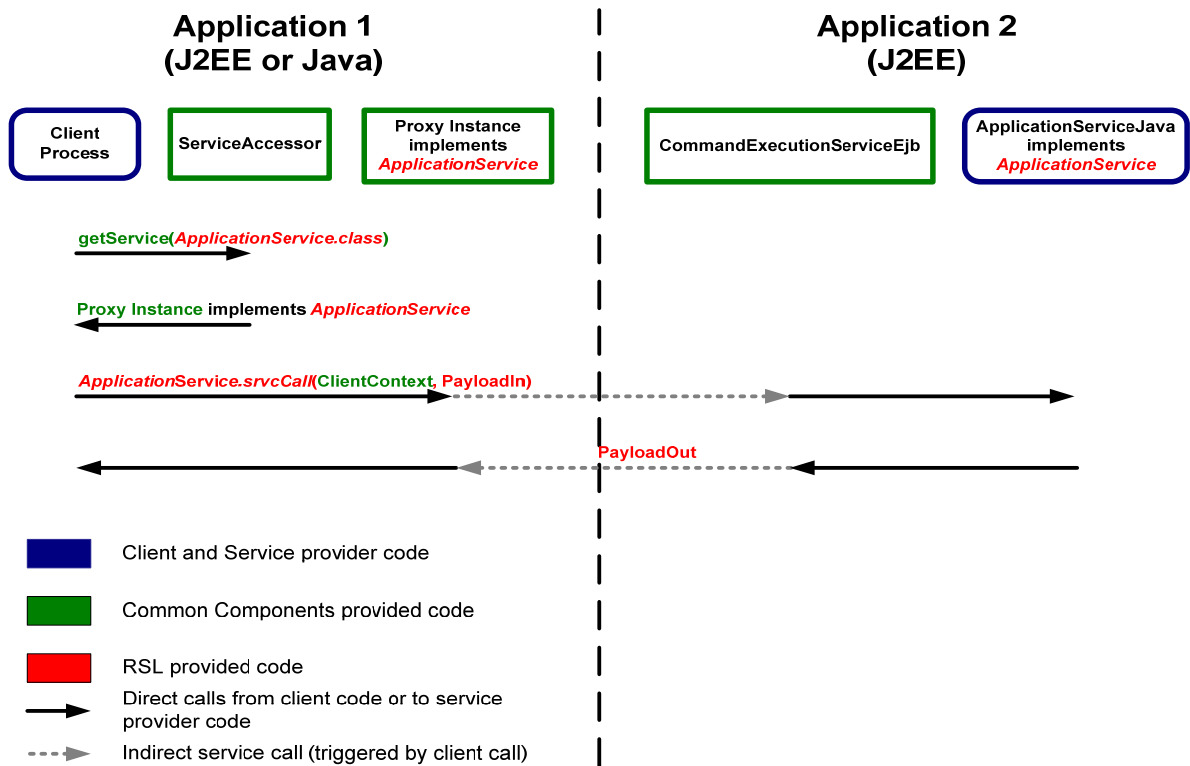 Application 1
(J2EE or Java)
Application 2
(J2EE)
Client
Process
ServiceAccessor
Proxy Instance
implements
ApplicationService
CommandExecutionServiceEjb
ApplicationServiceJava
implements
ApplicationService
getService(ApplicationService.class)
Proxy Instance implements ApplicationService
ApplicationService.srvcCall(ClientContext, PayloadIn)
PayloadOut
Client and Service provider code
Common Components provided code
RSL provided code
Direct calls from client code or to service
provider code
Indirect service call (triggered by client call)